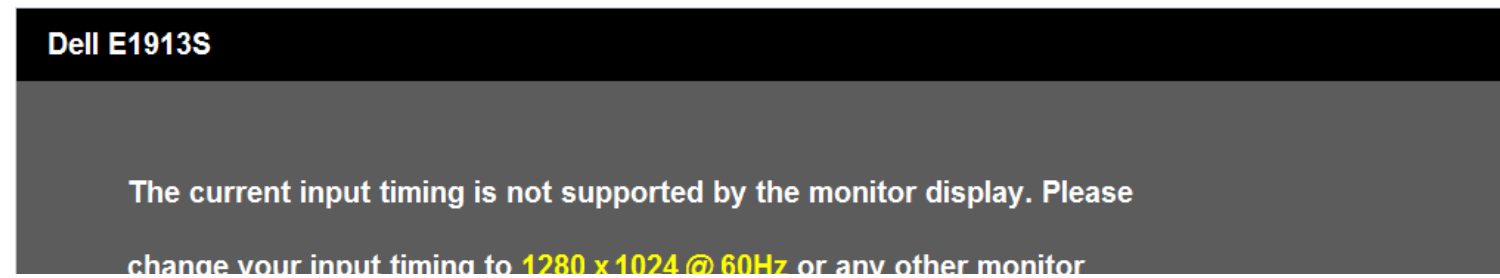 Dell E1913S
The current input timing is not supported by the monitor display. Please
change your input timing to 1280 x 1024 @ 60Hz or any other monitor